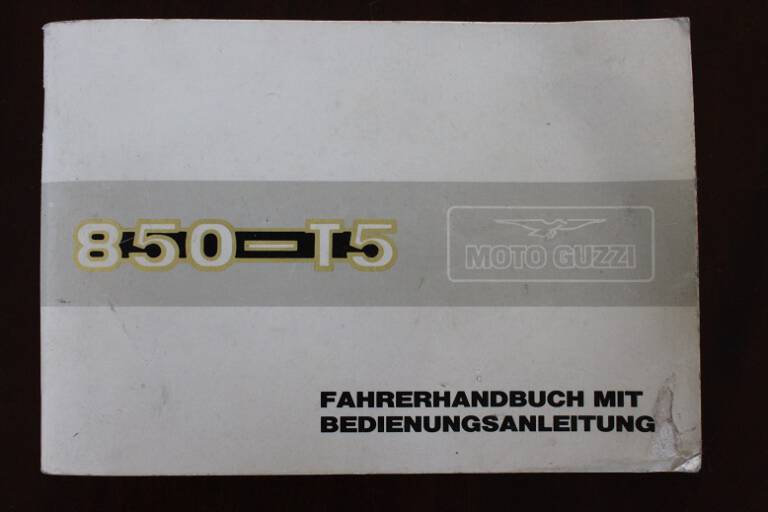 850-T5
MOTO GUZZI
FAHRERHANDBUCH MIT
BEDIENUNGSANLEITUNG